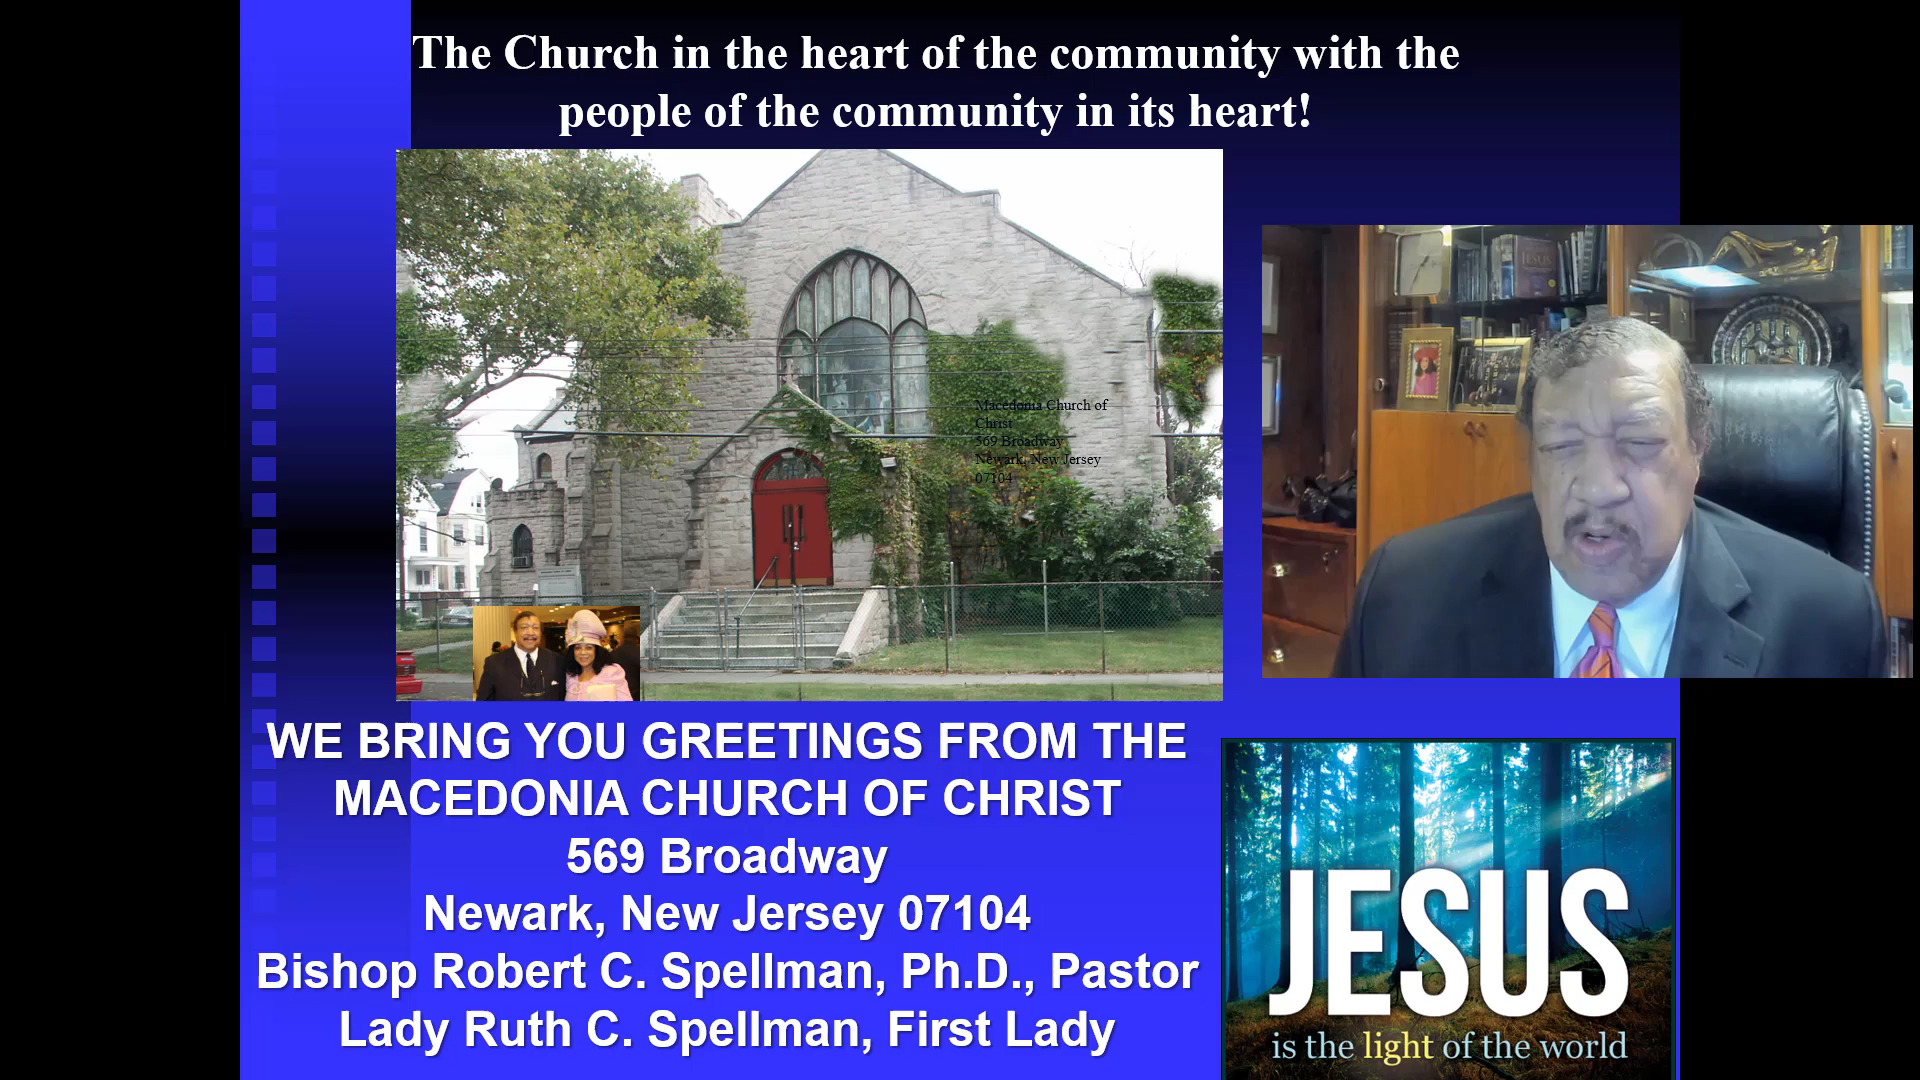 The Church in the heart of the community with the
people of the community in its heart!
Macedonia Church of
Christ
569 Broadway
Newark, New Jersey
07104
JESUS
WE BRING YOU GREETINGS FROM THE
MACEDONIA CHURCH OF CHRIST
569 Broadway
Newark, New Jersey 07104
Bishop Robert C. Spellman, Ph.D., Pastor
Lady Ruth C. Spellman, First Lady
JESUS
is the light of the world